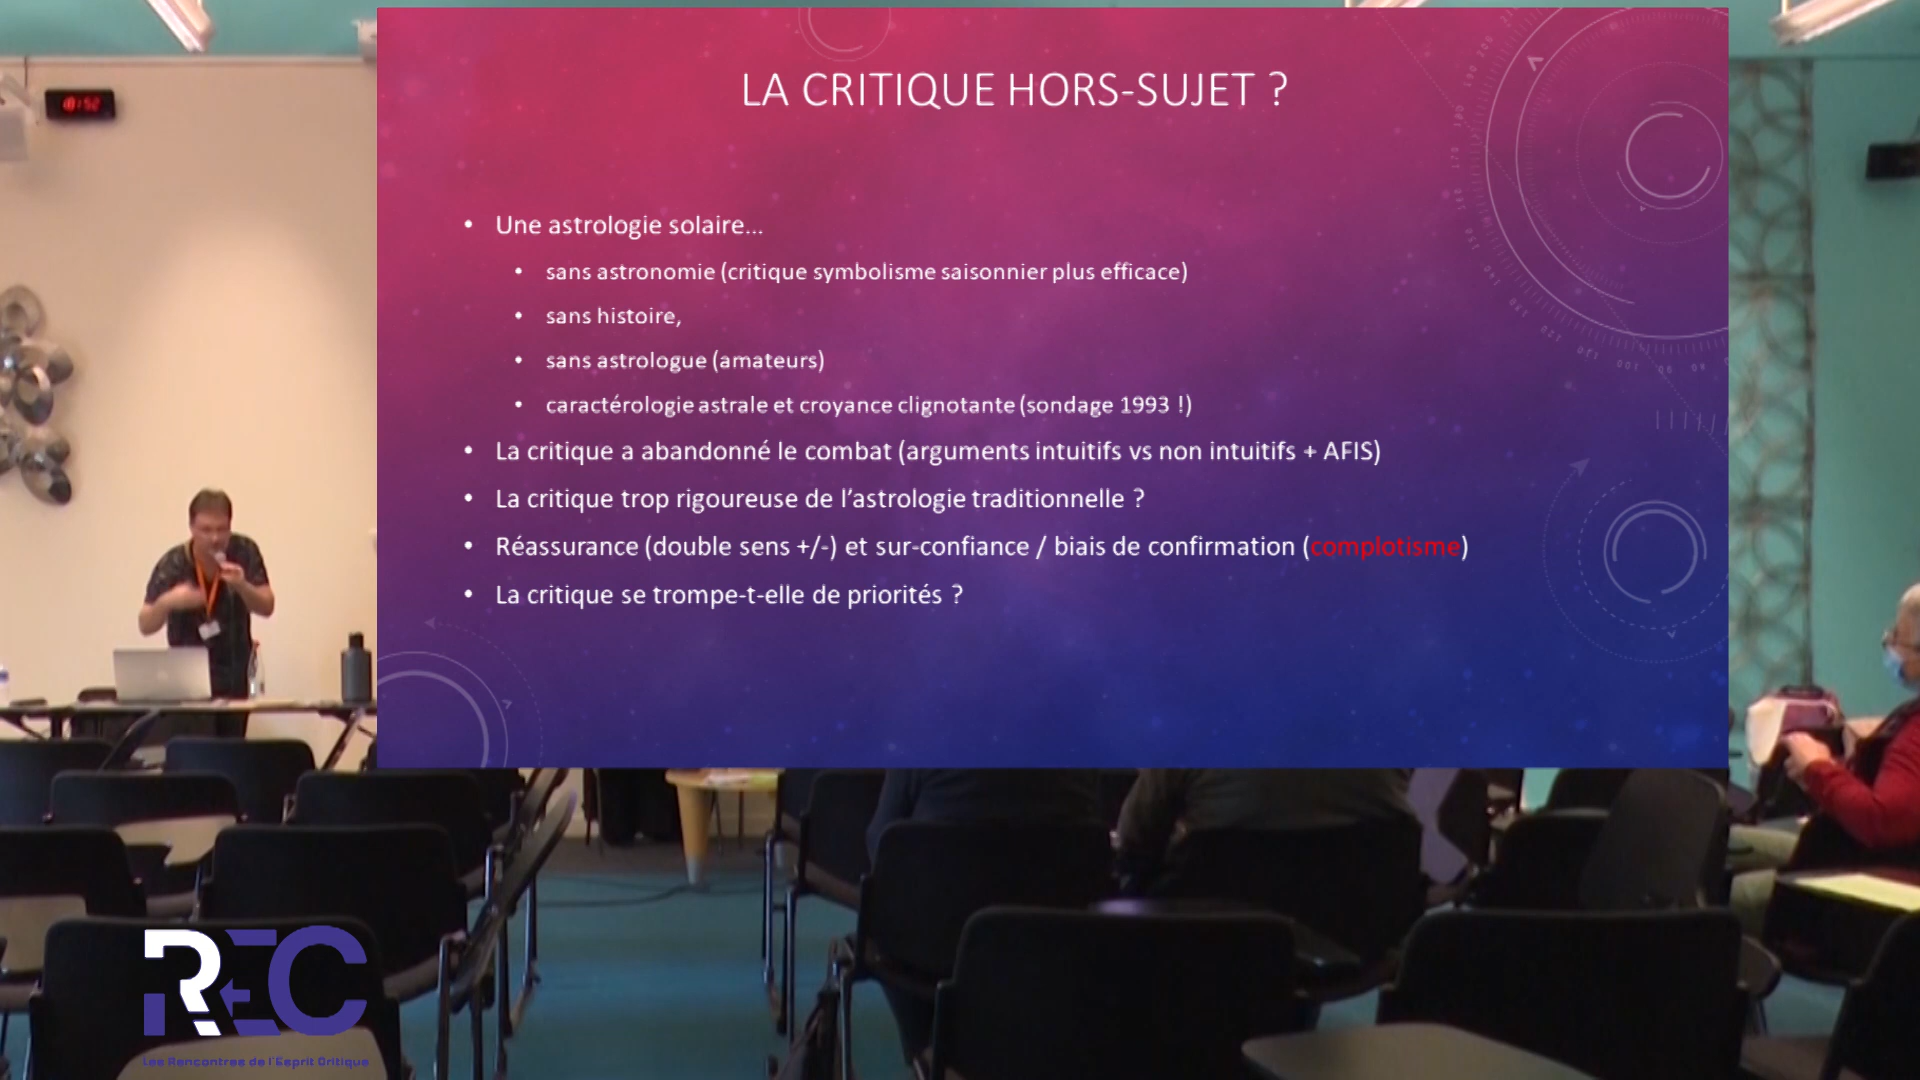 LA CRITIQUE HORS-SUJET ?
• Une astrologie solaire...
• sans astronomie (critique symbolisme saisonnier plus efficace)
• sans histoire,
• sans astrologue (amateurs)
• caractérologie astrale et croyance clignotante (sondage 1993 !)
• La critique a abandonné le combat (arguments intuitifs vs non intuitifs + AFIS)
• La critique trop rigoureuse de l'astrologie traditionnelle ?
• Réassurance (double sens +/-) et sur-confiance / biais de confirmation (complotisme)
• La critique se trompe-t-elle de priorités ?
REC
Les Rencontres de l'Esprit Critique